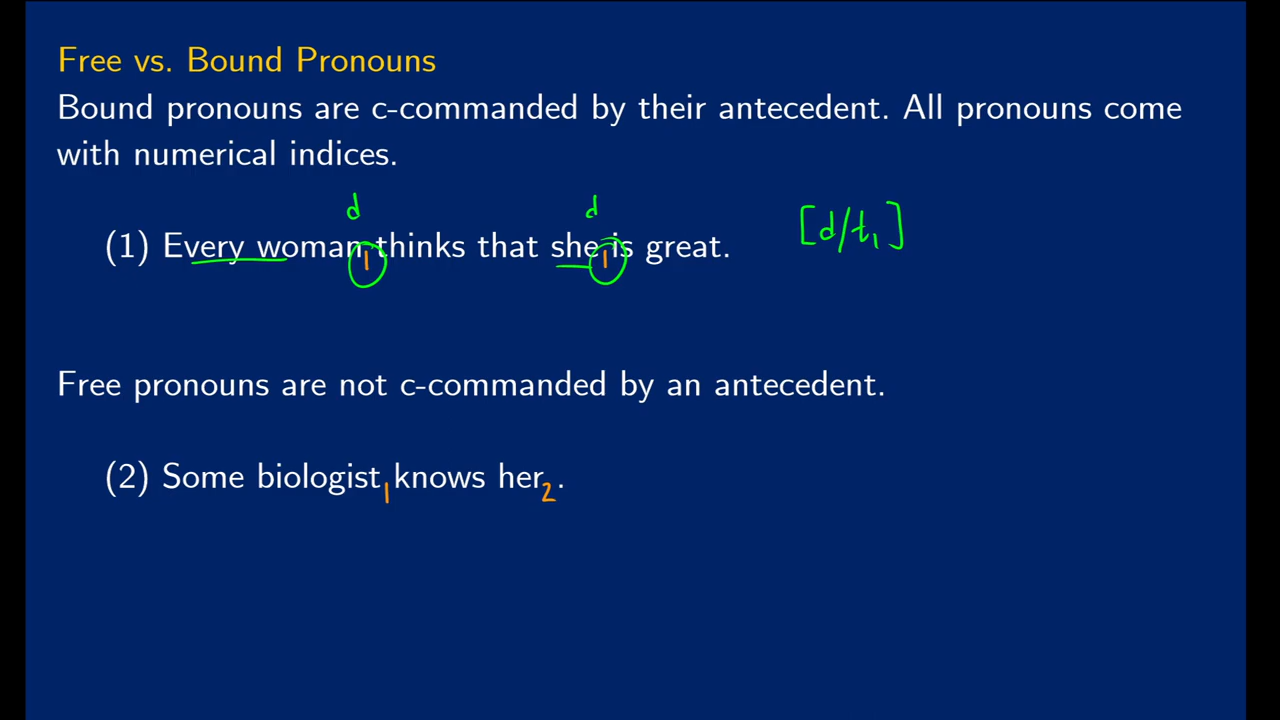 Free vs. Bound Pronouns
Bound pronouns are c-commanded by their antecedent. All pronouns come
with numerical indices.
d d
(1) Every woman₁ thinks that she₁ is great. [d/t₁]
Free pronouns are not c-commanded by an antecedent.
(2) Some biologist₁ knows her₂.